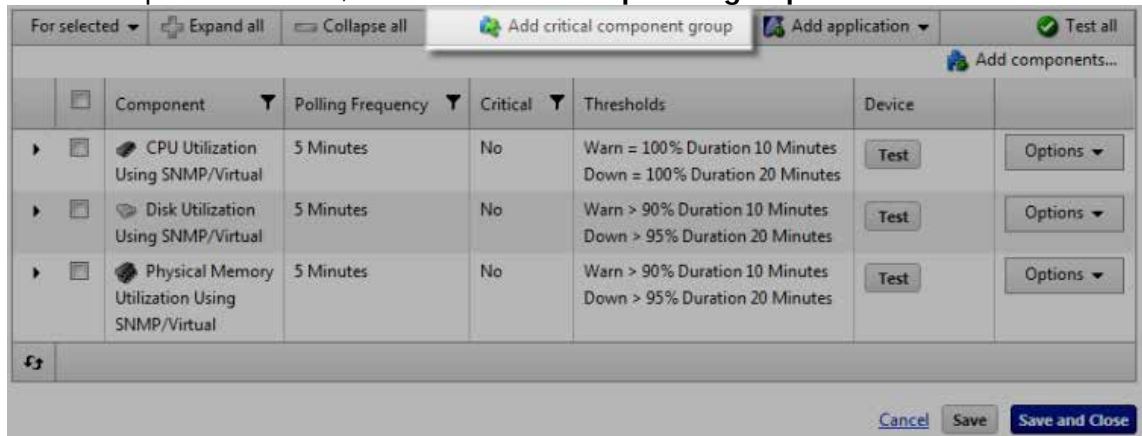 For selected Expand all Collapse all Add critical component group Add application Test all
Add components...
Component Polling Frequency Critical Thresholds Device
CPU Utilization Using SNMP/Virtual 5 Minutes No Warn = 100% Duration 10 Minutes Down = 100% Duration 20 Minutes Test Options
Disk Utilization Using SNMP/Virtual 5 Minutes No Warn > 90% Duration 10 Minutes Down > 95% Duration 20 Minutes Test Options
Physical Memory Utilization Using SNMP/Virtual 5 Minutes No Warn > 90% Duration 10 Minutes Down > 95% Duration 20 Minutes Test Options
Cancel Save Save and Close